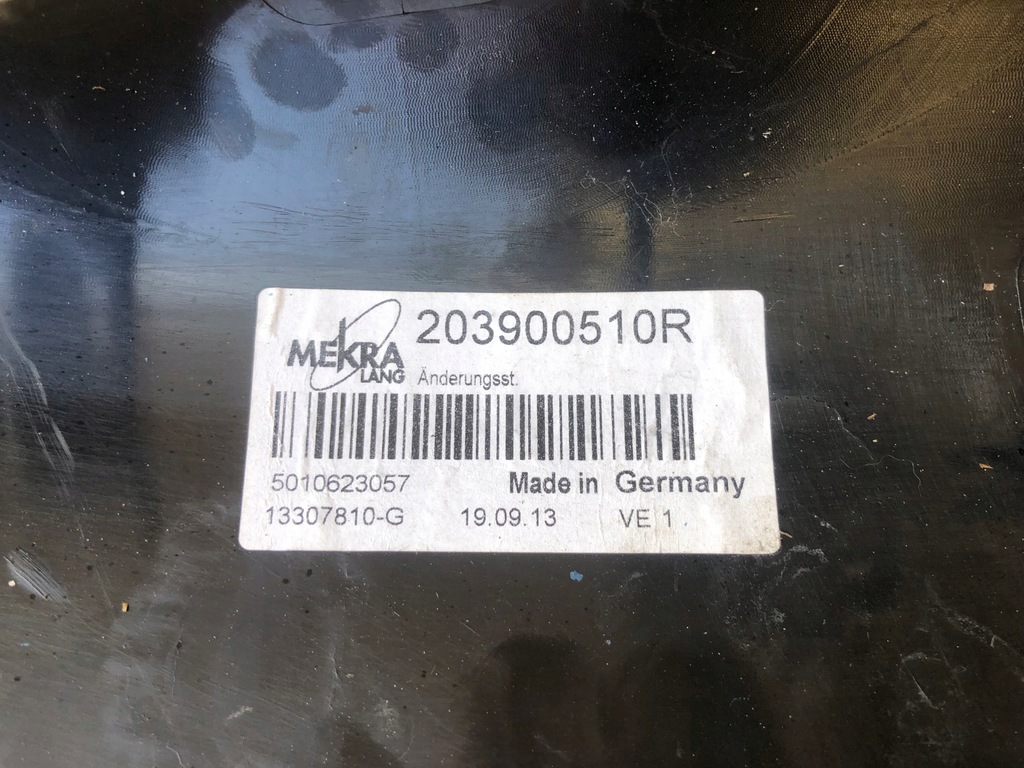 MEKRA
LANG
203900510R
Änderungsst.
5010623057
Made in Germany
13307810-G 19.09.13 VE 1